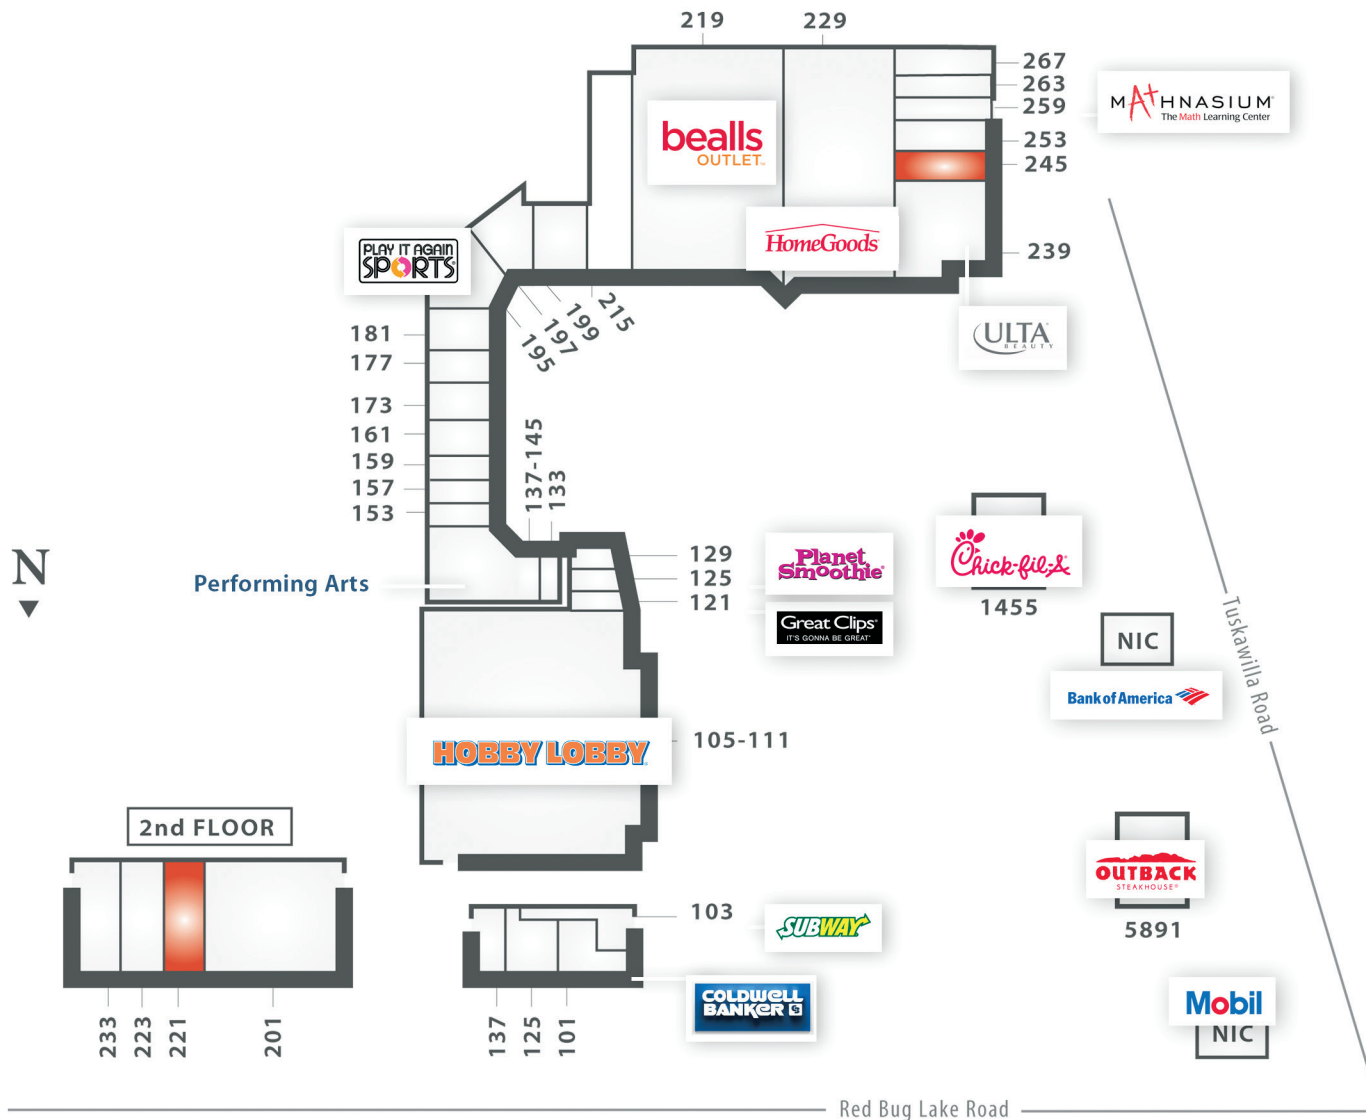 219
229
267
263
259
253
245
239
MATHNASIUM
The Math Learning Center
bealls
OUTLET
HomeGoods
PLAY IT AGAIN
SPORTS
ULTA
BEAUTY
215
199
197
195
181
177
173
161
159
157
153
137-145
133
129
125
121
Planet
Smoothie
Great Clips
IT'S GONNA BE GREAT
Chick-fil-A
1455
N
Performing Arts
NIC
Bank of America
Tuskawilla Road
HOBBY LOBBY
105-111
2nd FLOOR
233
223
221
201
103
SUBWAY
137
125
101
COLDWELL
BANKER
OUTBACK
STEAKHOUSE
5891
Mobil
NIC
Red Bug Lake Road